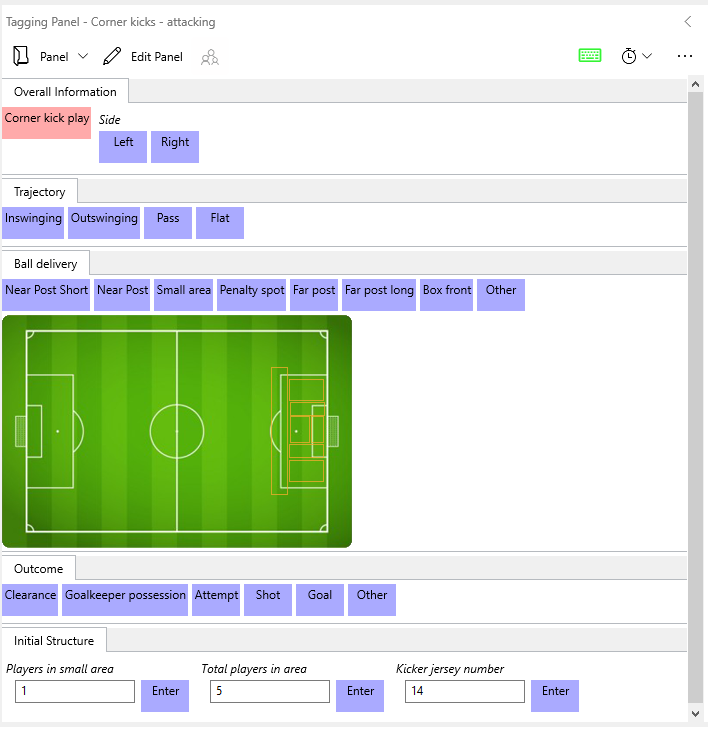 Tagging Panel - Corner kicks - attacking
Panel Edit Panel
Overall Information
Corner kick play Side
Left Right
Trajectory
Inswinging Outswinging Pass Flat
Ball delivery
Near Post Short Near Post Small area Penalty spot Far post Far post long Box front Other
Outcome
Clearance Goalkeeper possession Attempt Shot Goal Other
Initial Structure
Players in small area Total players in area Kicker jersey number
1 Enter 5 Enter 14 Enter